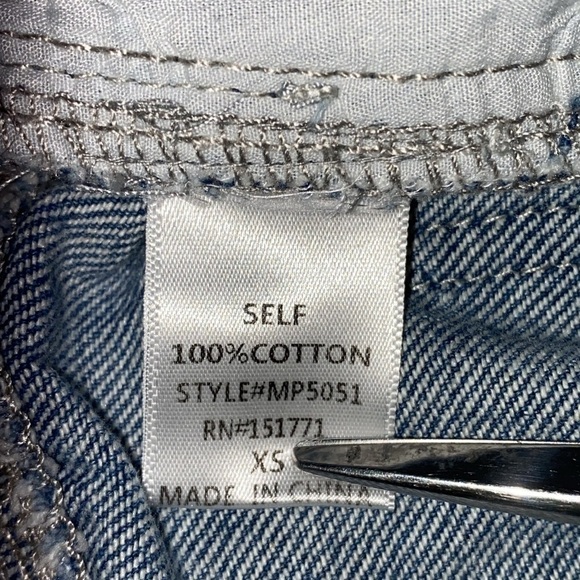 SELF
100%COTTON
STYLE#MP5051
RN#151771
XS
MADE IN CHINA